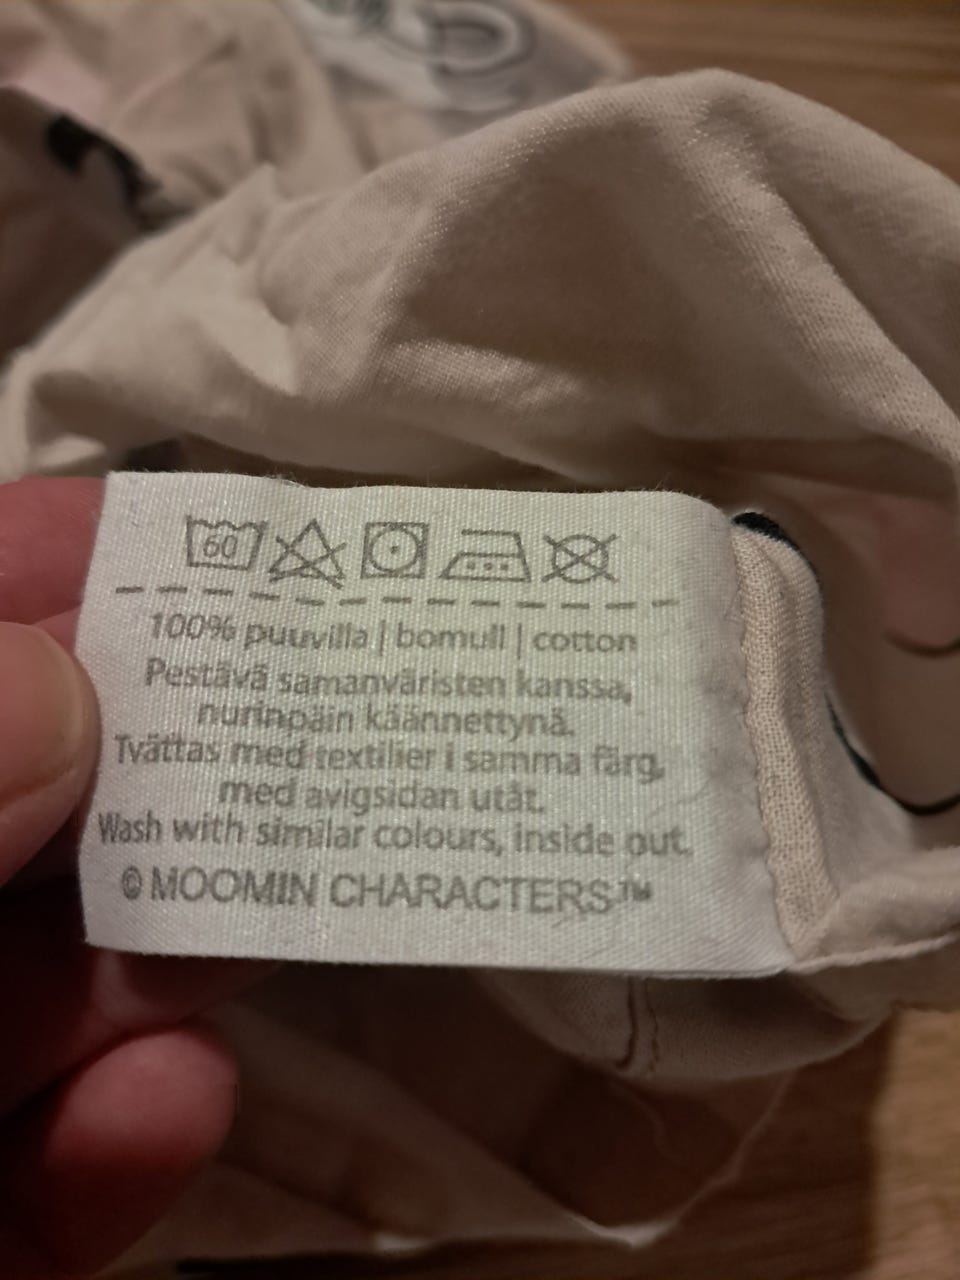 60
100% puuvilla | bomull | cotton
Pestävä samanväristen kanssa,
nurinpäin käännettynä.
Tvättas med textilier i samma färg,
med avigsidan utåt.
Wash with similar colours, inside out.
© MOOMIN CHARACTERS™